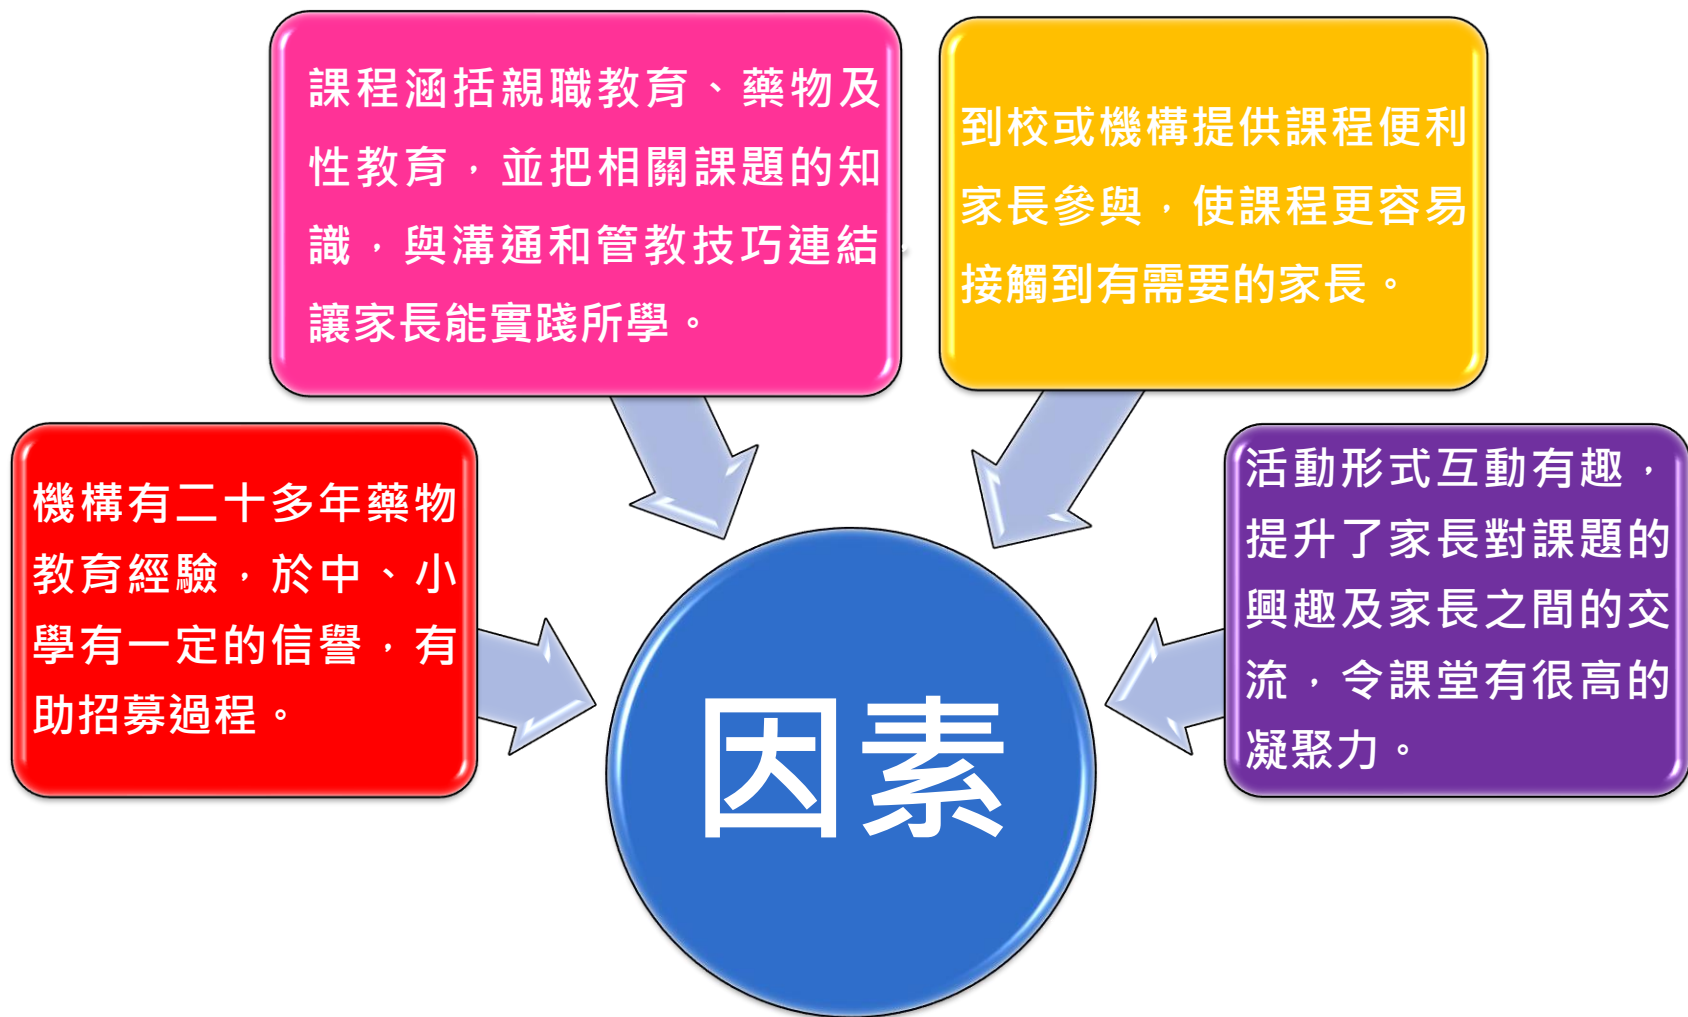 課程涵括親職教育、藥物及
性教育，並把相關課題的知
識，與溝通和管教技巧連結
讓家長能實踐所學。
到校或機構提供課程便利
家長參與，使課程更容易
接觸到有需要的家長。
機構有二十多年藥物
教育經驗，於中、小
學有一定的信譽，有
助招募過程。
活動形式互動有趣，
提升了家長對課題的
興趣及家長之間的交
流，令課堂有很高的
凝聚力。
因素